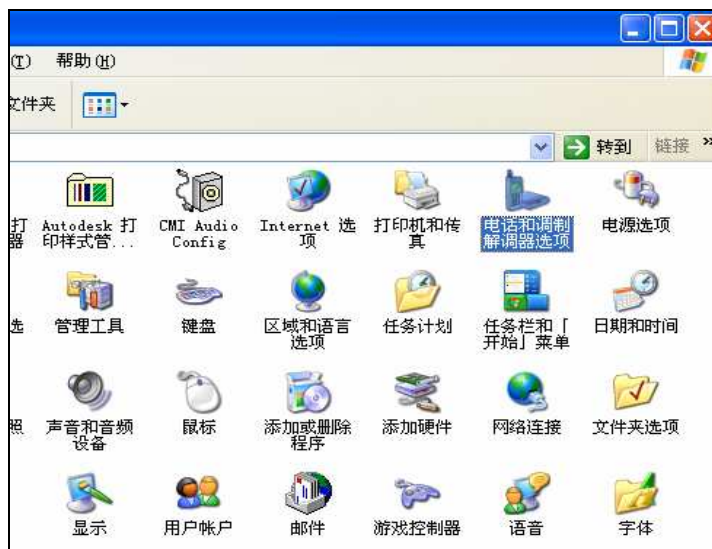 (T) 帮助(H)
文件夹
转到 链接 »
打 Autodesk 打 CMI Audio Internet 选 打印机和传 电话和调制 电源选项
器 印样式管... Config 项 真 解调器选项
选 管理工具 键盘 区域和语言 任务计划 任务栏和「 日期和时间
选项 开始」菜单
照 声音和音频 鼠标 添加或删除 添加硬件 网络连接 文件夹选项
设备 程序
显示 用户帐户 邮件 游戏控制器 语音 字体